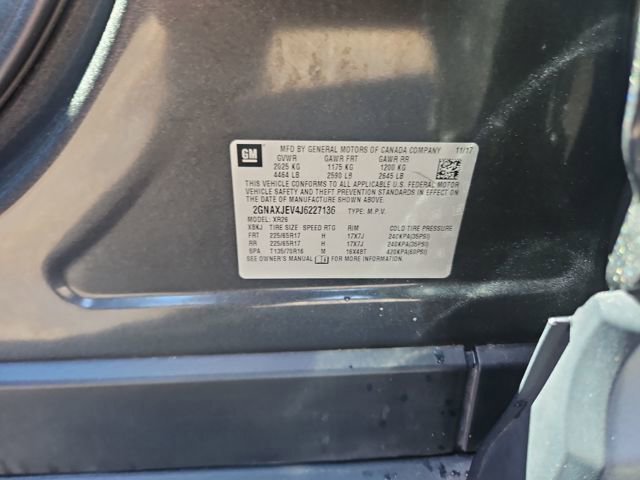 GM
MFD BY GENERAL MOTORS OF CANADA COMPANY 11/17
GVWR GAWR FRT GAWR RR
2025 KG 1175 KG 1200 KG
4464 LB 2590 LB 2645 LB
THIS VEHICLE CONFORMS TO ALL APPLICABLE U.S. FEDERAL MOTOR
VEHICLE SAFETY AND THEFT PREVENTION STANDARDS IN EFFECT ON
THE DATE OF MANUFACTURE SHOWN ABOVE.
2GNAXJEV4J6227136 TYPE: M.P.V.
MODEL: XR26
XBKJ TIRE SIZE SPEED RTG RIM COLD TIRE PRESSURE
FRT 225/65R17 H 17X7J 240KPA(35PSI)
RR 225/65R17 H 17X7J 240KPA(35PSI)
SPA T135/70R16 M 16X4BT 420KPA(60PSI)
SEE OWNER'S MANUAL FOR MORE INFORMATION.